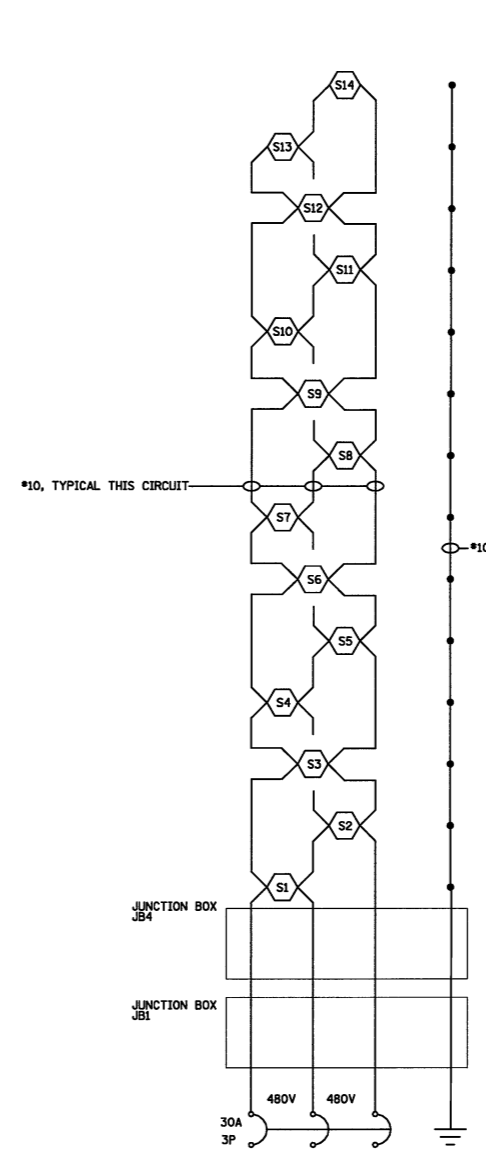 S14
S13
S12
S11
S10
S9
S8
*10, TYPICAL THIS CIRCUIT
S7
*10
S6
S5
S4
S3
S2
S1
JUNCTION BOX
JB4
JUNCTION BOX
JB1
480V 480V
30A
3P